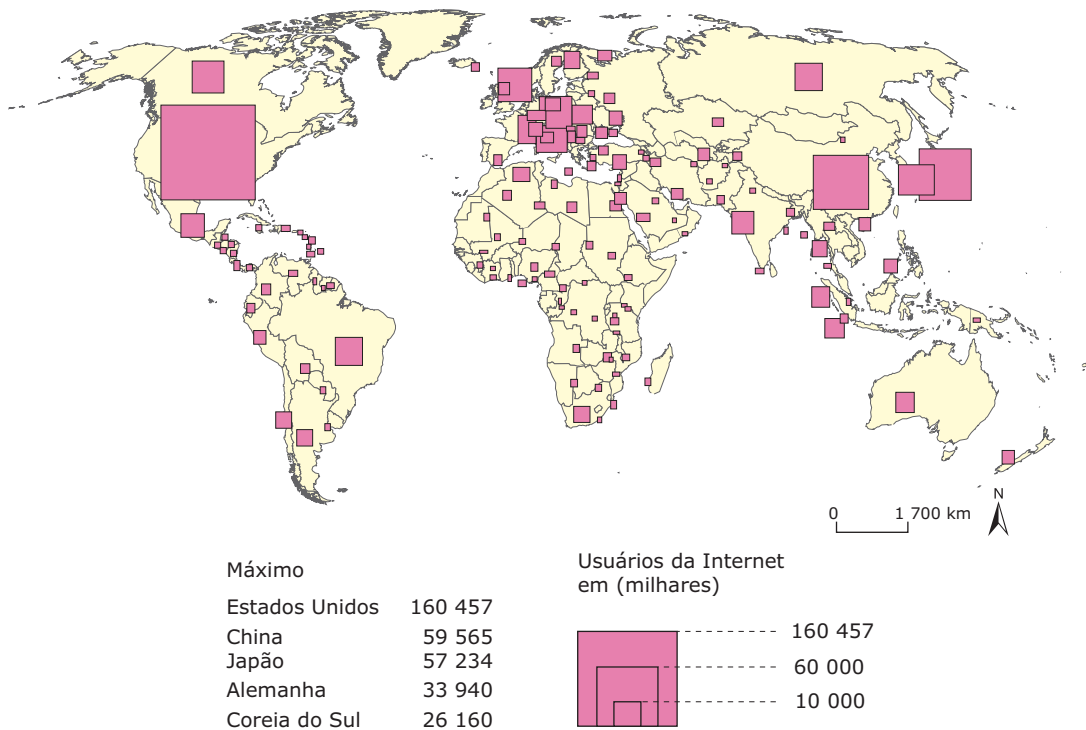 N
0 1 700 km
Máximo
Estados Unidos 160 457
China 59 565
Japão 57 234
Alemanha 33 940
Coreia do Sul 26 160
Usuários da Internet
em (milhares)
160 457
60 000
10 000